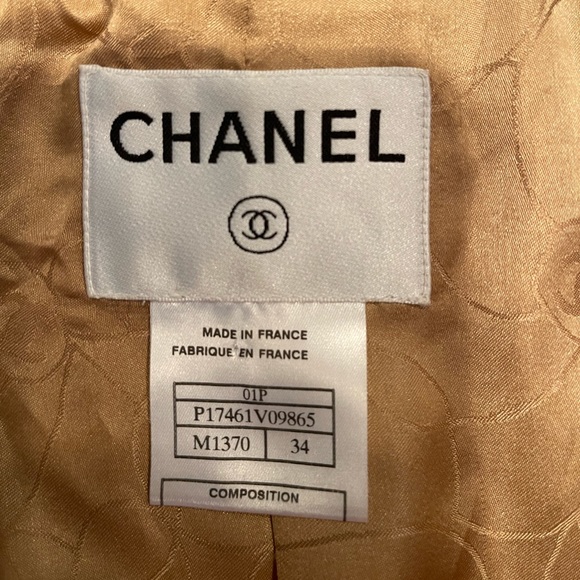 CHANEL
MADE IN FRANCE
FABRIQUE EN FRANCE
01P
P17461V09865
M1370 34
COMPOSITION